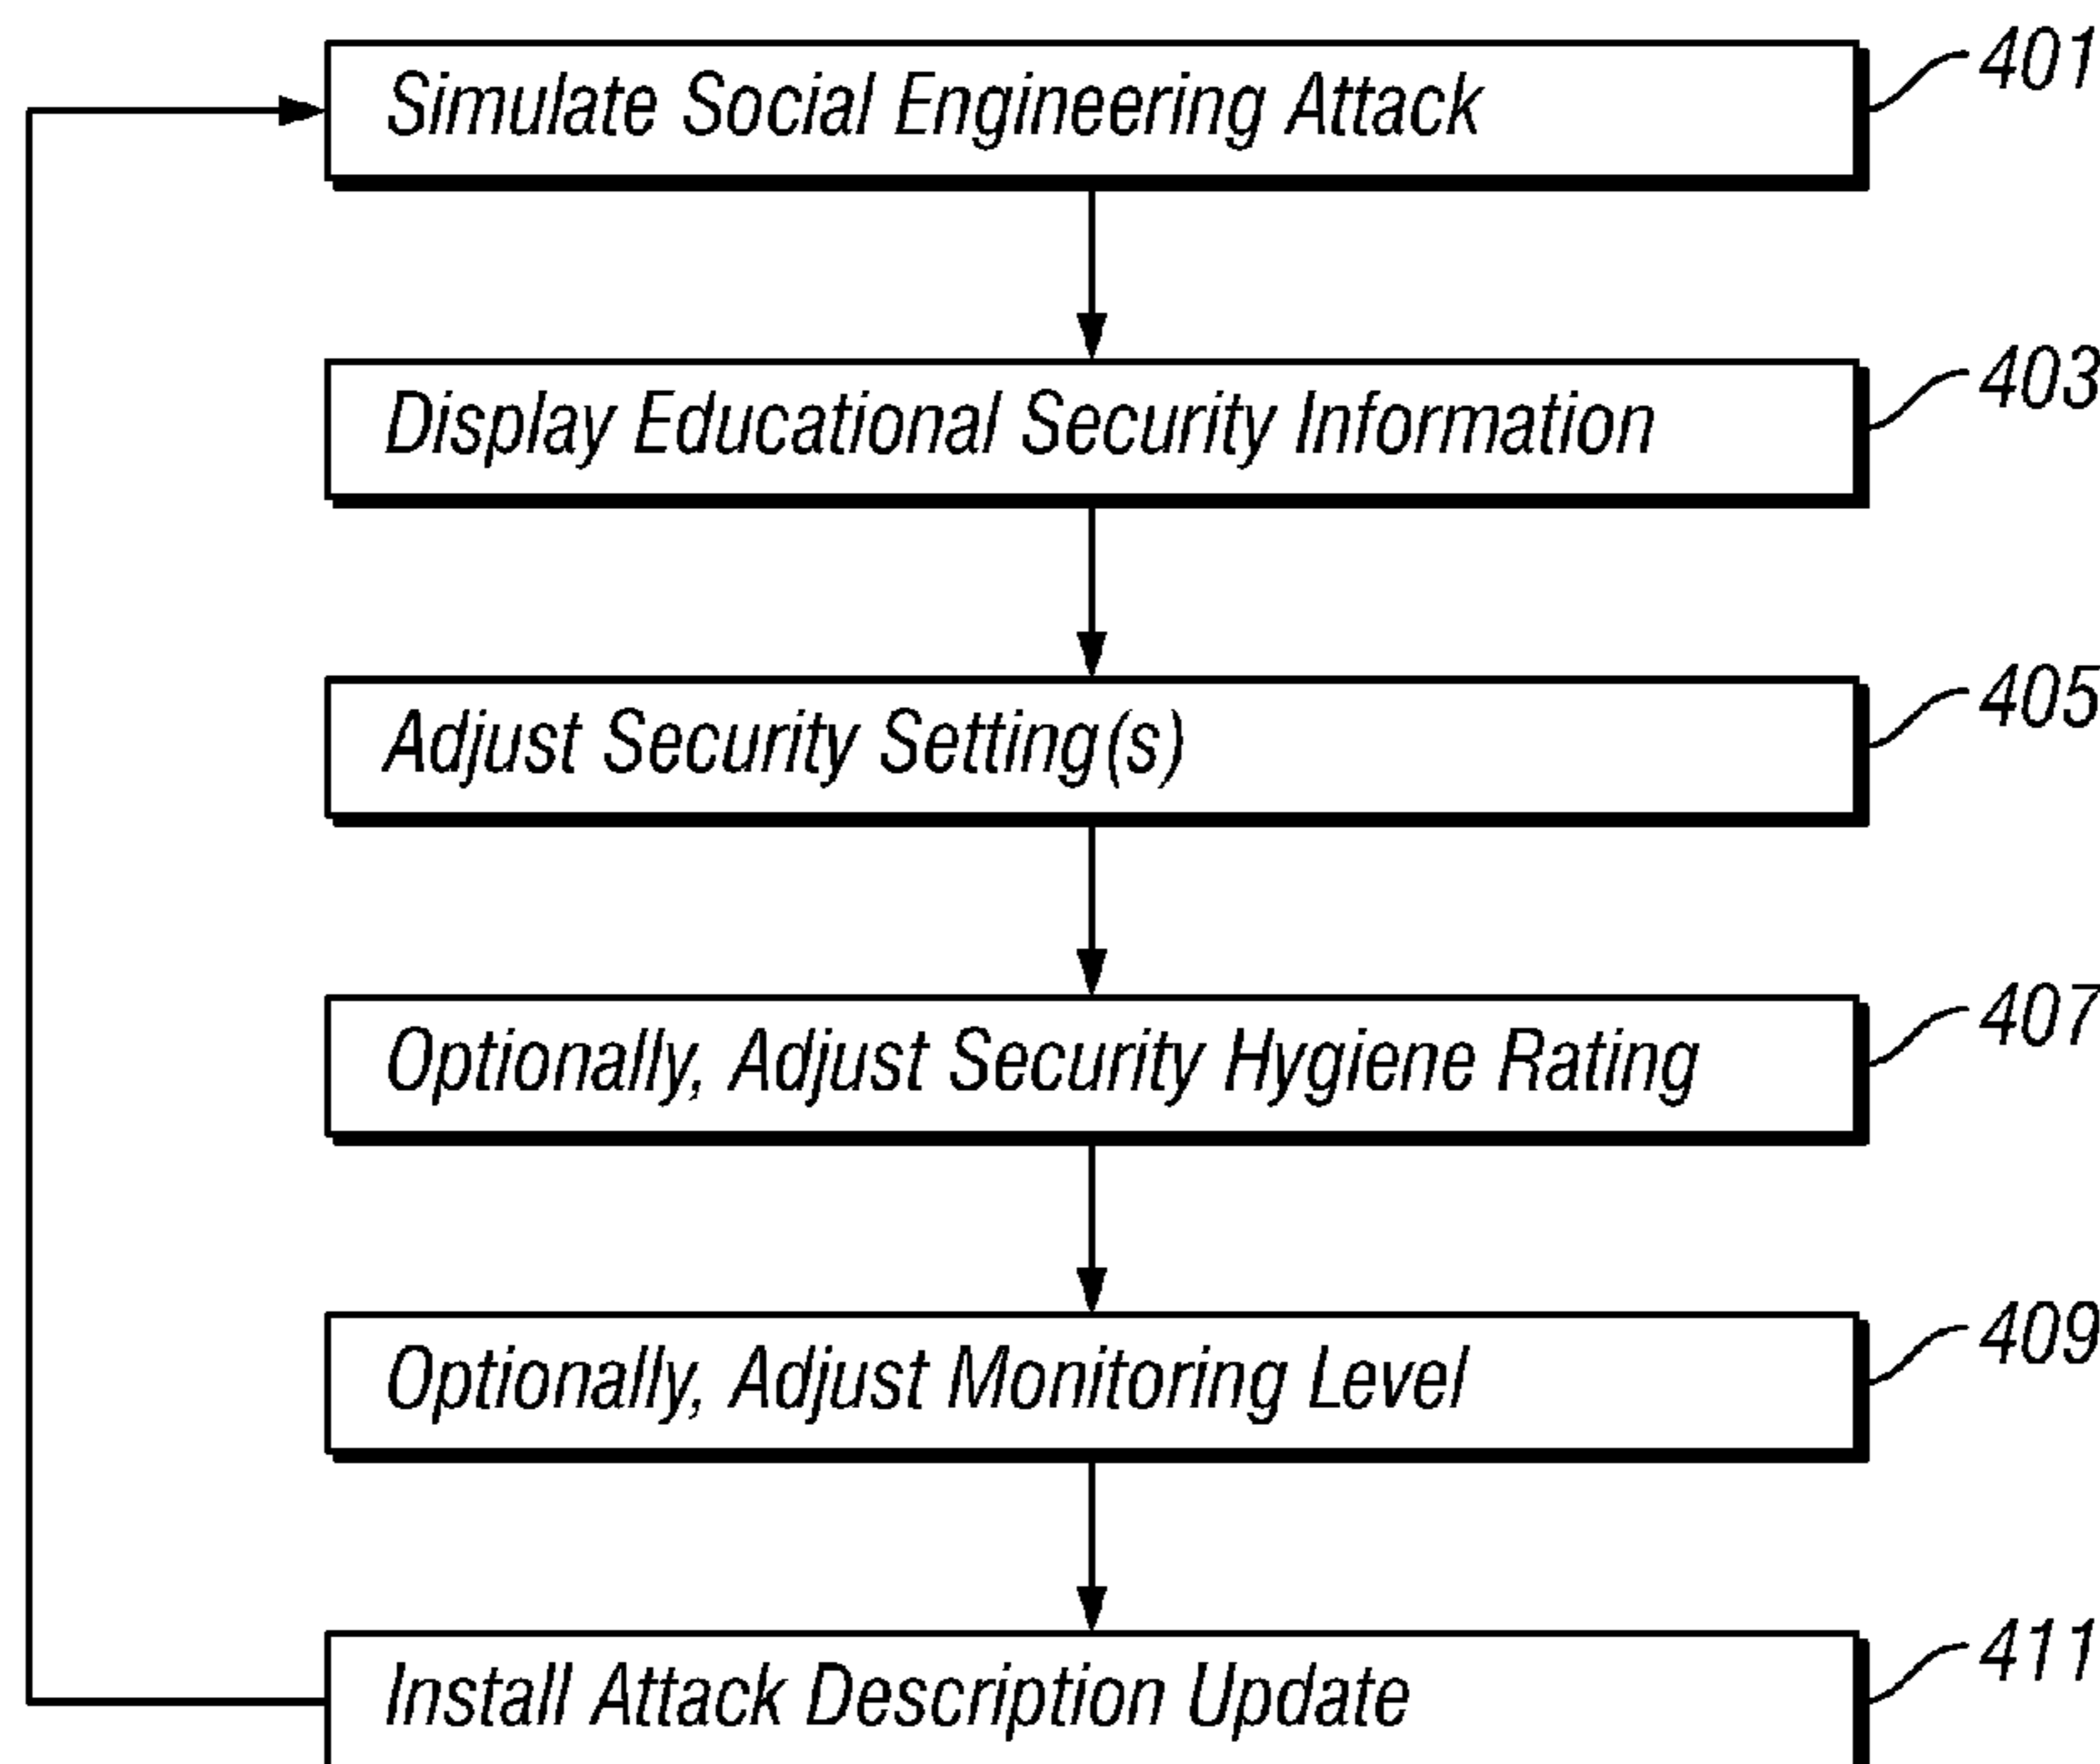 Simulate Social Engineering Attack
401
Display Educational Security Information
403
Adjust Security Setting(s)
405
Optionally, Adjust Security Hygiene Rating
407
Optionally, Adjust Monitoring Level
409
Install Attack Description Update
411